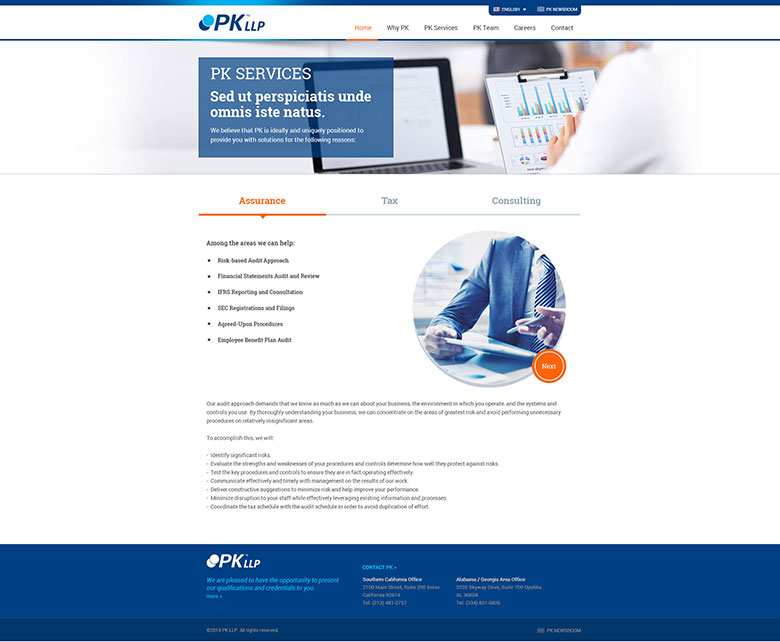 ENGLISH
PK NEWSROOM
PK LLP
Home
Why PK
PK Services
PK Team
Careers
Contact
PK SERVICES
Sed ut perspiciatis unde
omnis iste natus.
We believe that PK is ideally and uniquely positioned to
provide you with solutions for the following reasons:
Assurance
Tax
Consulting
Among the areas we can help:
Risk-based Audit Approach
Financial Statements Audit and Review
IFRS Reporting and Consultation
SEC Registrations and Filings
Agreed-Upon Procedures
Employee Benefit Plan Audit
Next
Our audit approach demands that we know as much as we can about your business, the environment in which you operate, and the systems and
controls you use. By thoroughly understanding your business, we can concentrate on the areas of greatest risk and avoid performing unnecessary
procedures on relatively insignificant areas.
To accomplish this, we will:
- Identify significant risks.
- Evaluate the strengths and weaknesses of your procedures and controls determine how well they protect against risks.
- Test the key procedures and controls to ensure they are in fact operating effectively.
- Communicate effectively and timely with management on the results of our work.
- Deliver constructive suggestions to minimize risk and help improve your performance.
- Minimize disruption to your staff while effectively leveraging existing information and processes.
- Coordinate the tax schedule with the audit schedule in order to avoid duplication of effort.
PK LLP
We are pleased to have the opportunity to present
our qualifications and credentials to you.
more >
CONTACT PK >
Southern California Office
2100 Main Street, Suite 200 Irvine
California 92614
Tel: (213) 481-2727
Alabama / Georgia Area Office
3320 Skyway Drive, Suite 709 Opelika
AL 36804
Tel: (334) 821-8826
©2014 PK LLP. All rights reserved.
PK NEWSROOM